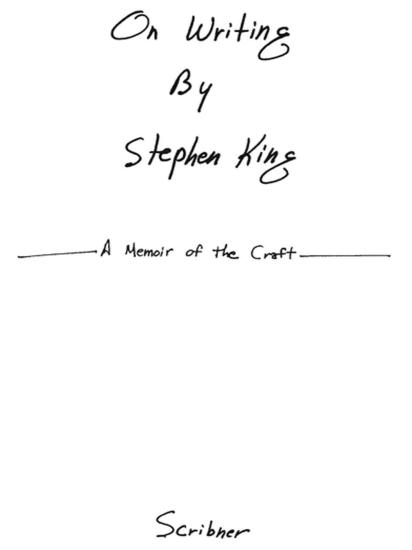 On Writing
By
Stephen King
A Memoir of the Craft
Scribner